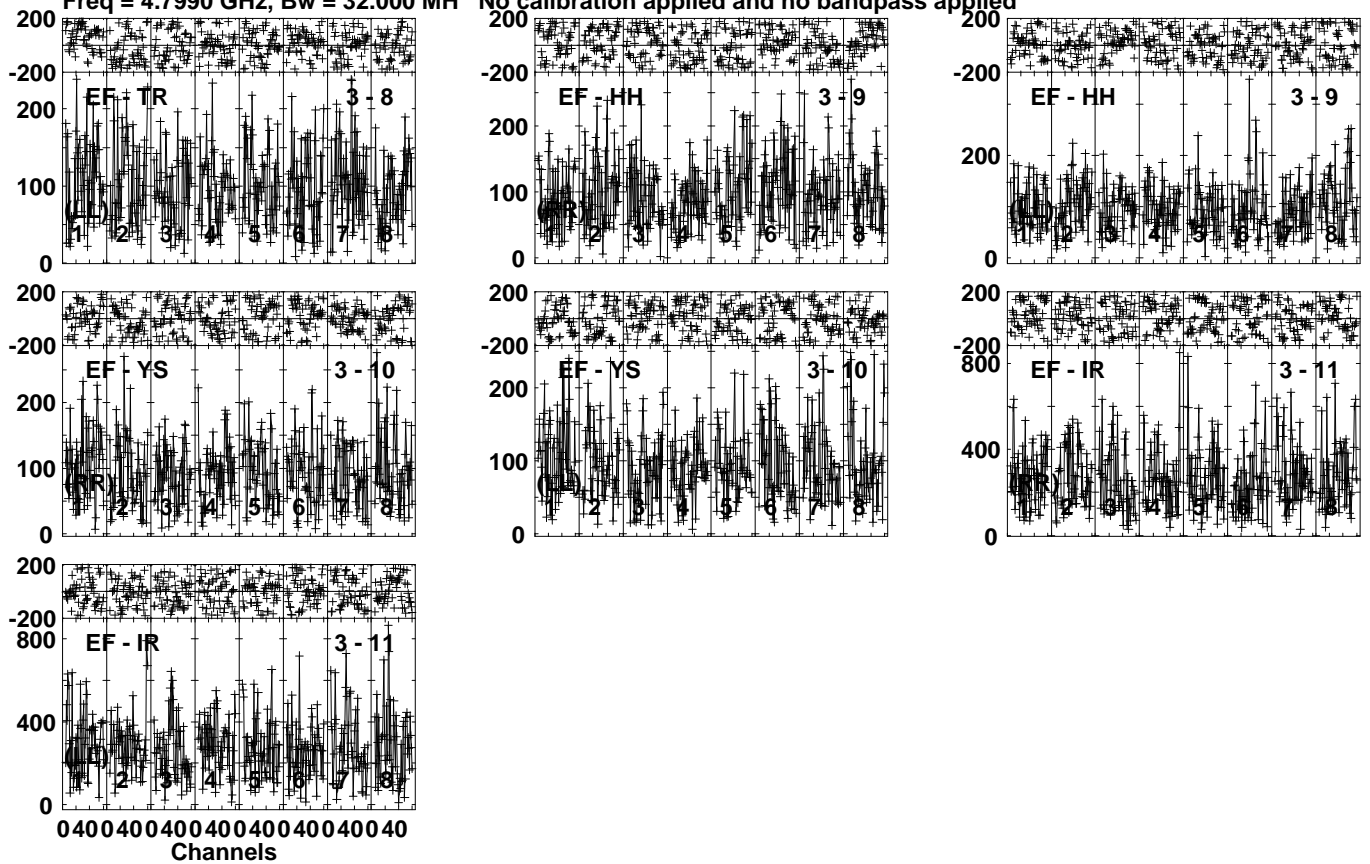 Freq = 4.7990 GHz, Bw = 32.000 MH No calibration applied and no bandpass applied
200 200 200
-200 -200 -200
EF - TR 3 - 8 EF - HH 3 - 9 EF - HH 3 - 9
200 200 200
100 100
(LL) (RR) (LL)
1 2 3 4 5 6 7 8 1 2 3 4 5 6 7 8 1 2 3 4 5 6 7 8
0 0 0
200 200 200
-200 -200 -200
EF - YS 3 - 10 EF - YS 3 - 10 EF - IR 3 - 11
800
200 200 400
100 100
(RR) (LL) (RR)
1 2 3 4 5 6 7 8 1 2 3 4 5 6 7 8 1 2 3 4 5 6 7 8
0 0 0
200
-200
EF - IR 3 - 11
800
400
(LL)
1 2 3 4 5 6 7 8
0
0 40 0 40 0 40 0 40 0 40 0 40 0 40 0 40
Channels